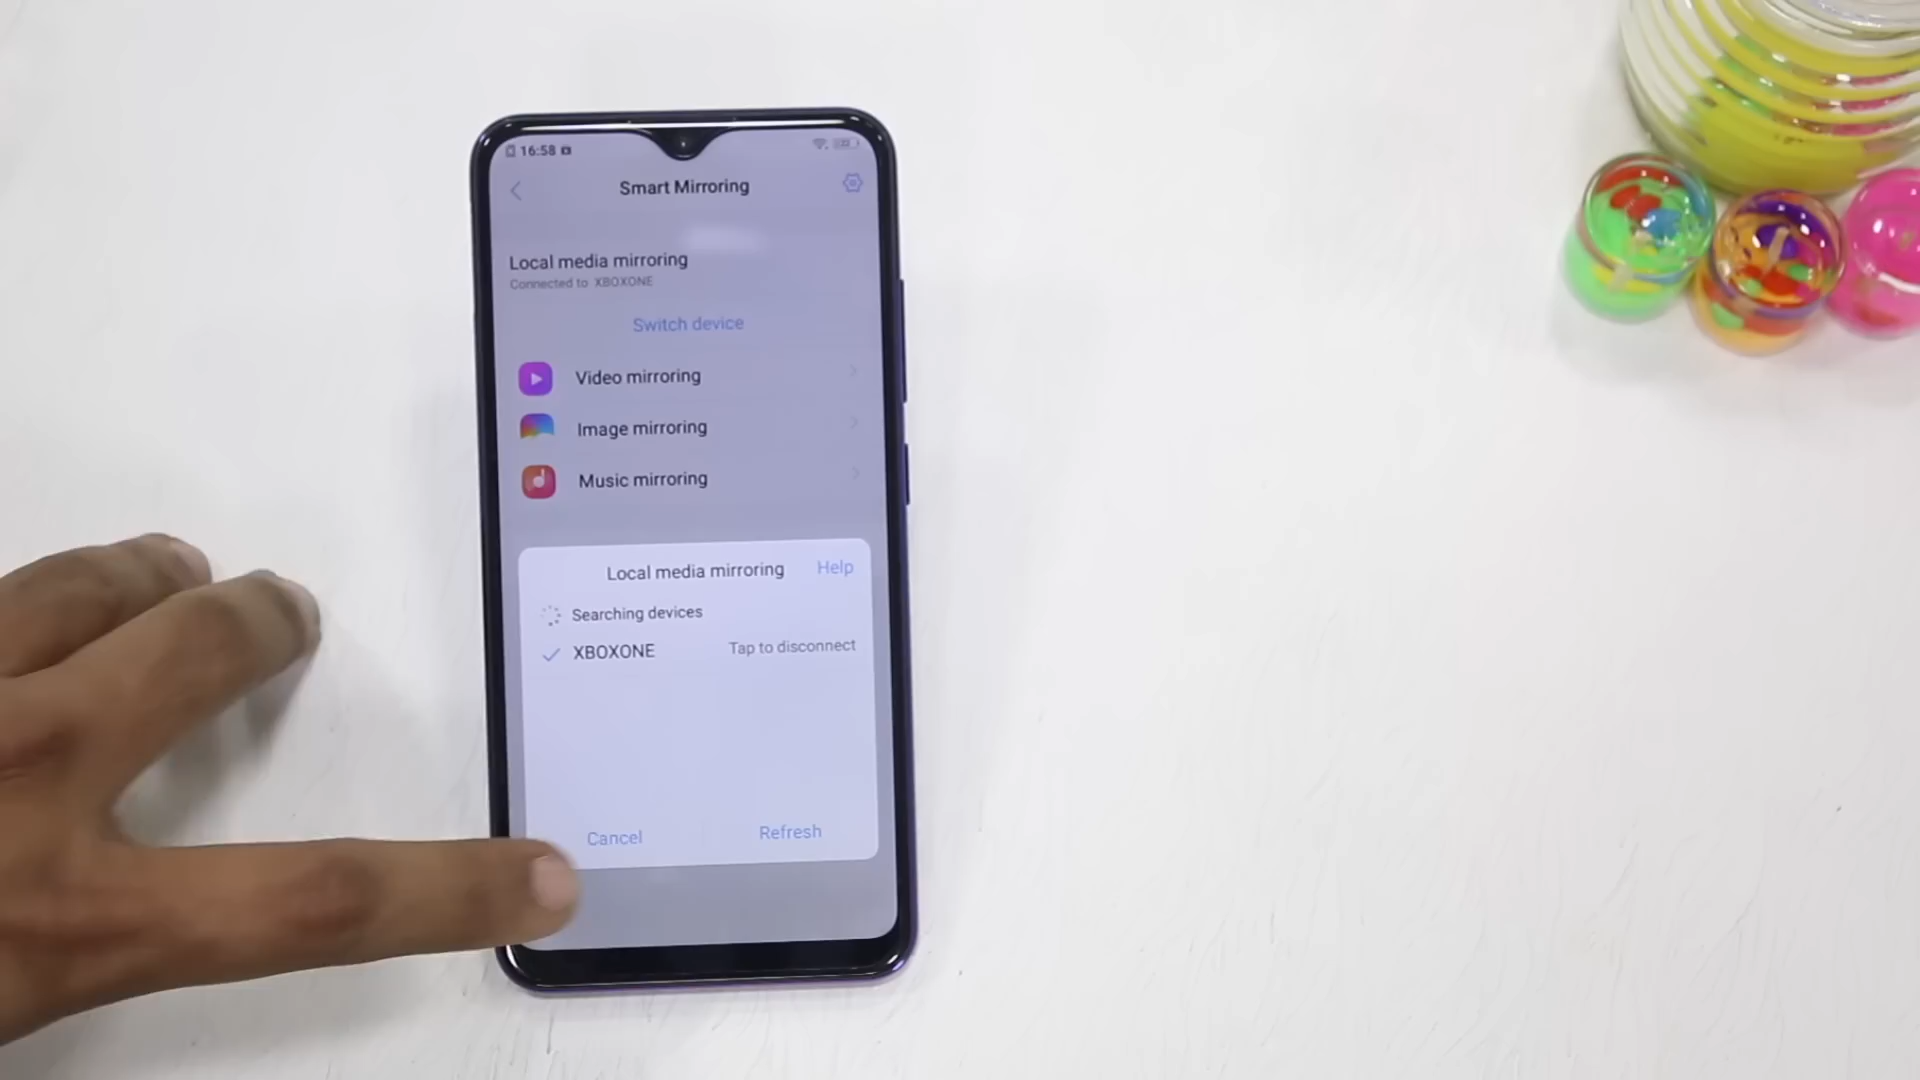 16:58
Smart Mirroring
Local media mirroring
Connected to XBOXONE
Switch device
Video mirroring
Image mirroring
Music mirroring
Local media mirroring Help
Searching devices
XBOXONE Tap to disconnect
Cancel Refresh